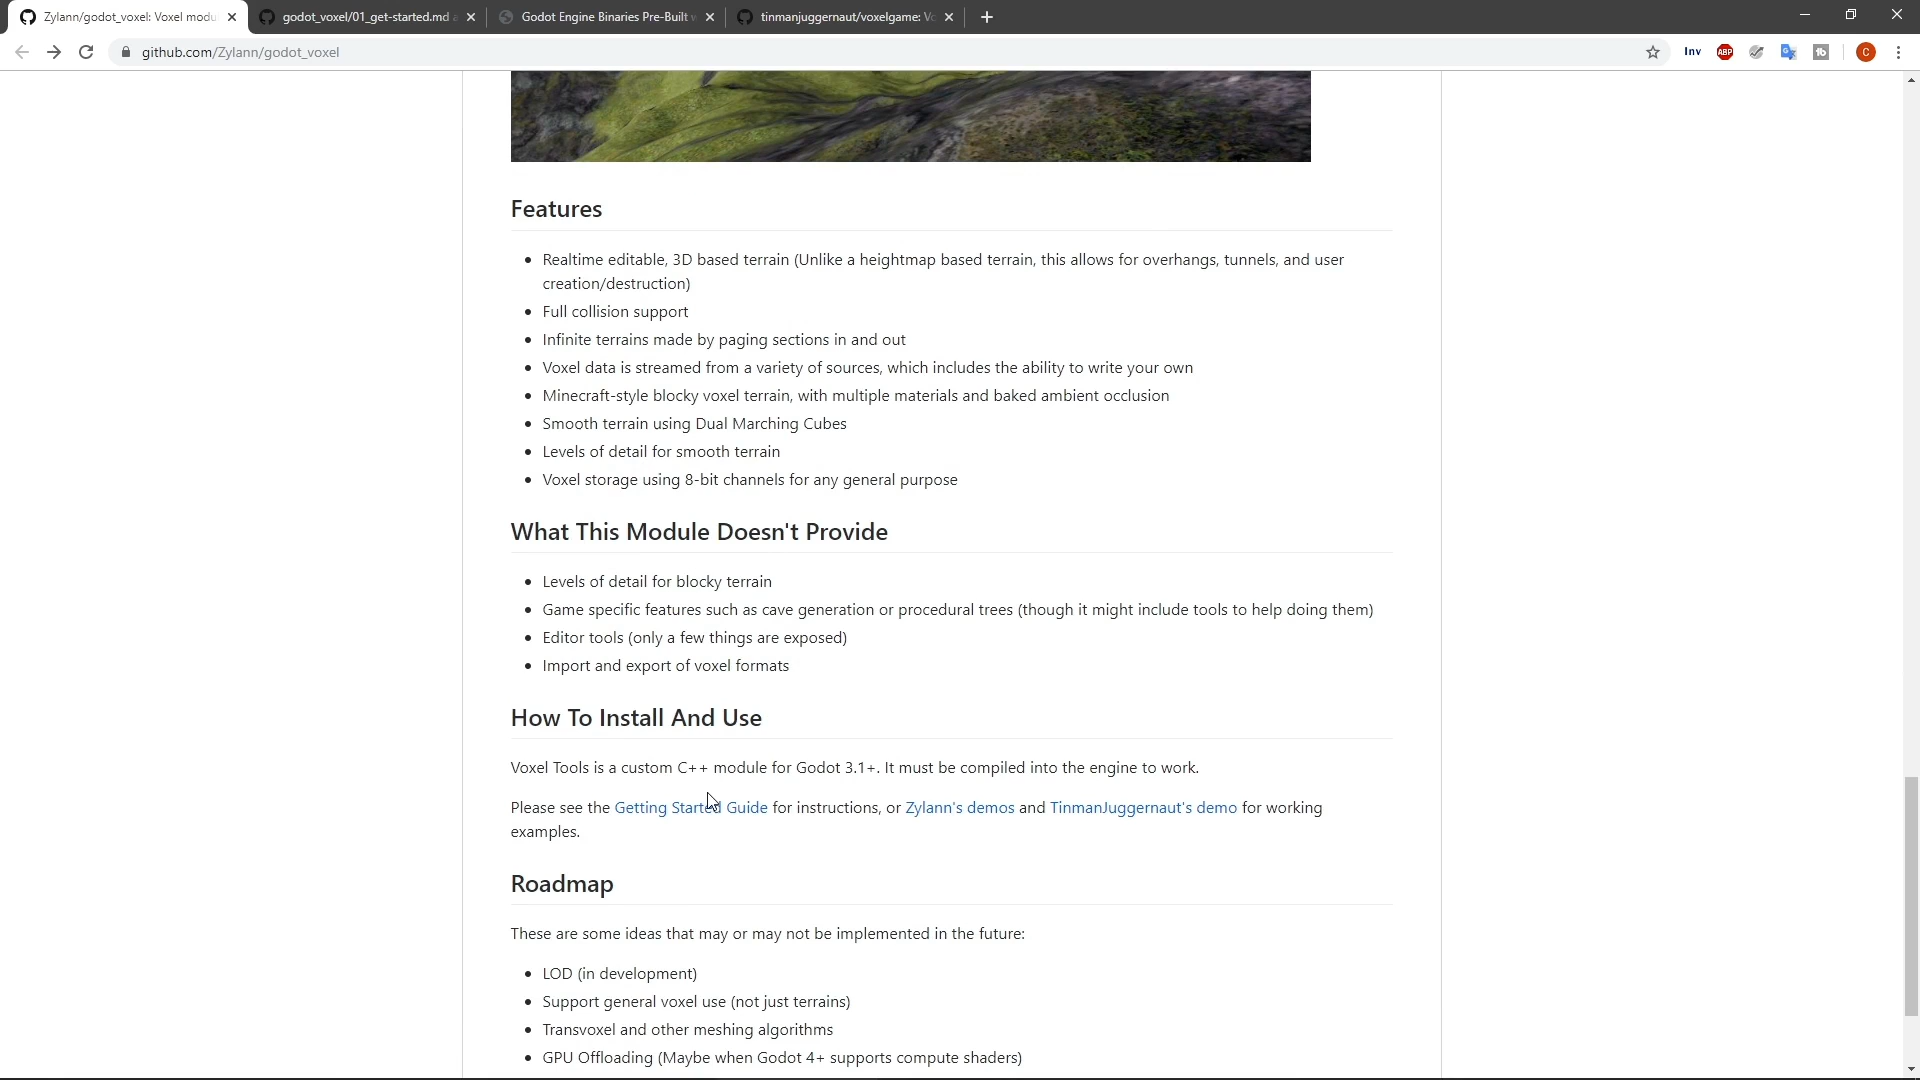 Zylann/godot_voxel: Voxel modu
godot_voxel/01_get-started.md a
Godot Engine Binaries Pre-Built w
tinmanjuggernaut/voxelgame: Vo
github.com/Zylann/godot_voxel
Inv
ABP
C
Features
Realtime editable, 3D based terrain (Unlike a heightmap based terrain, this allows for overhangs, tunnels, and user
creation/destruction)
Full collision support
Infinite terrains made by paging sections in and out
Voxel data is streamed from a variety of sources, which includes the ability to write your own
Minecraft-style blocky voxel terrain, with multiple materials and baked ambient occlusion
Smooth terrain using Dual Marching Cubes
Levels of detail for smooth terrain
Voxel storage using 8-bit channels for any general purpose
What This Module Doesn't Provide
Levels of detail for blocky terrain
Game specific features such as cave generation or procedural trees (though it might include tools to help doing them)
Editor tools (only a few things are exposed)
Import and export of voxel formats
How To Install And Use
Voxel Tools is a custom C++ module for Godot 3.1+. It must be compiled into the engine to work.
Please see the Getting Started Guide for instructions, or Zylann's demos and TinmanJuggernaut's demo for working
examples.
Roadmap
These are some ideas that may or may not be implemented in the future:
LOD (in development)
Support general voxel use (not just terrains)
Transvoxel and other meshing algorithms
GPU Offloading (Maybe when Godot 4+ supports compute shaders)